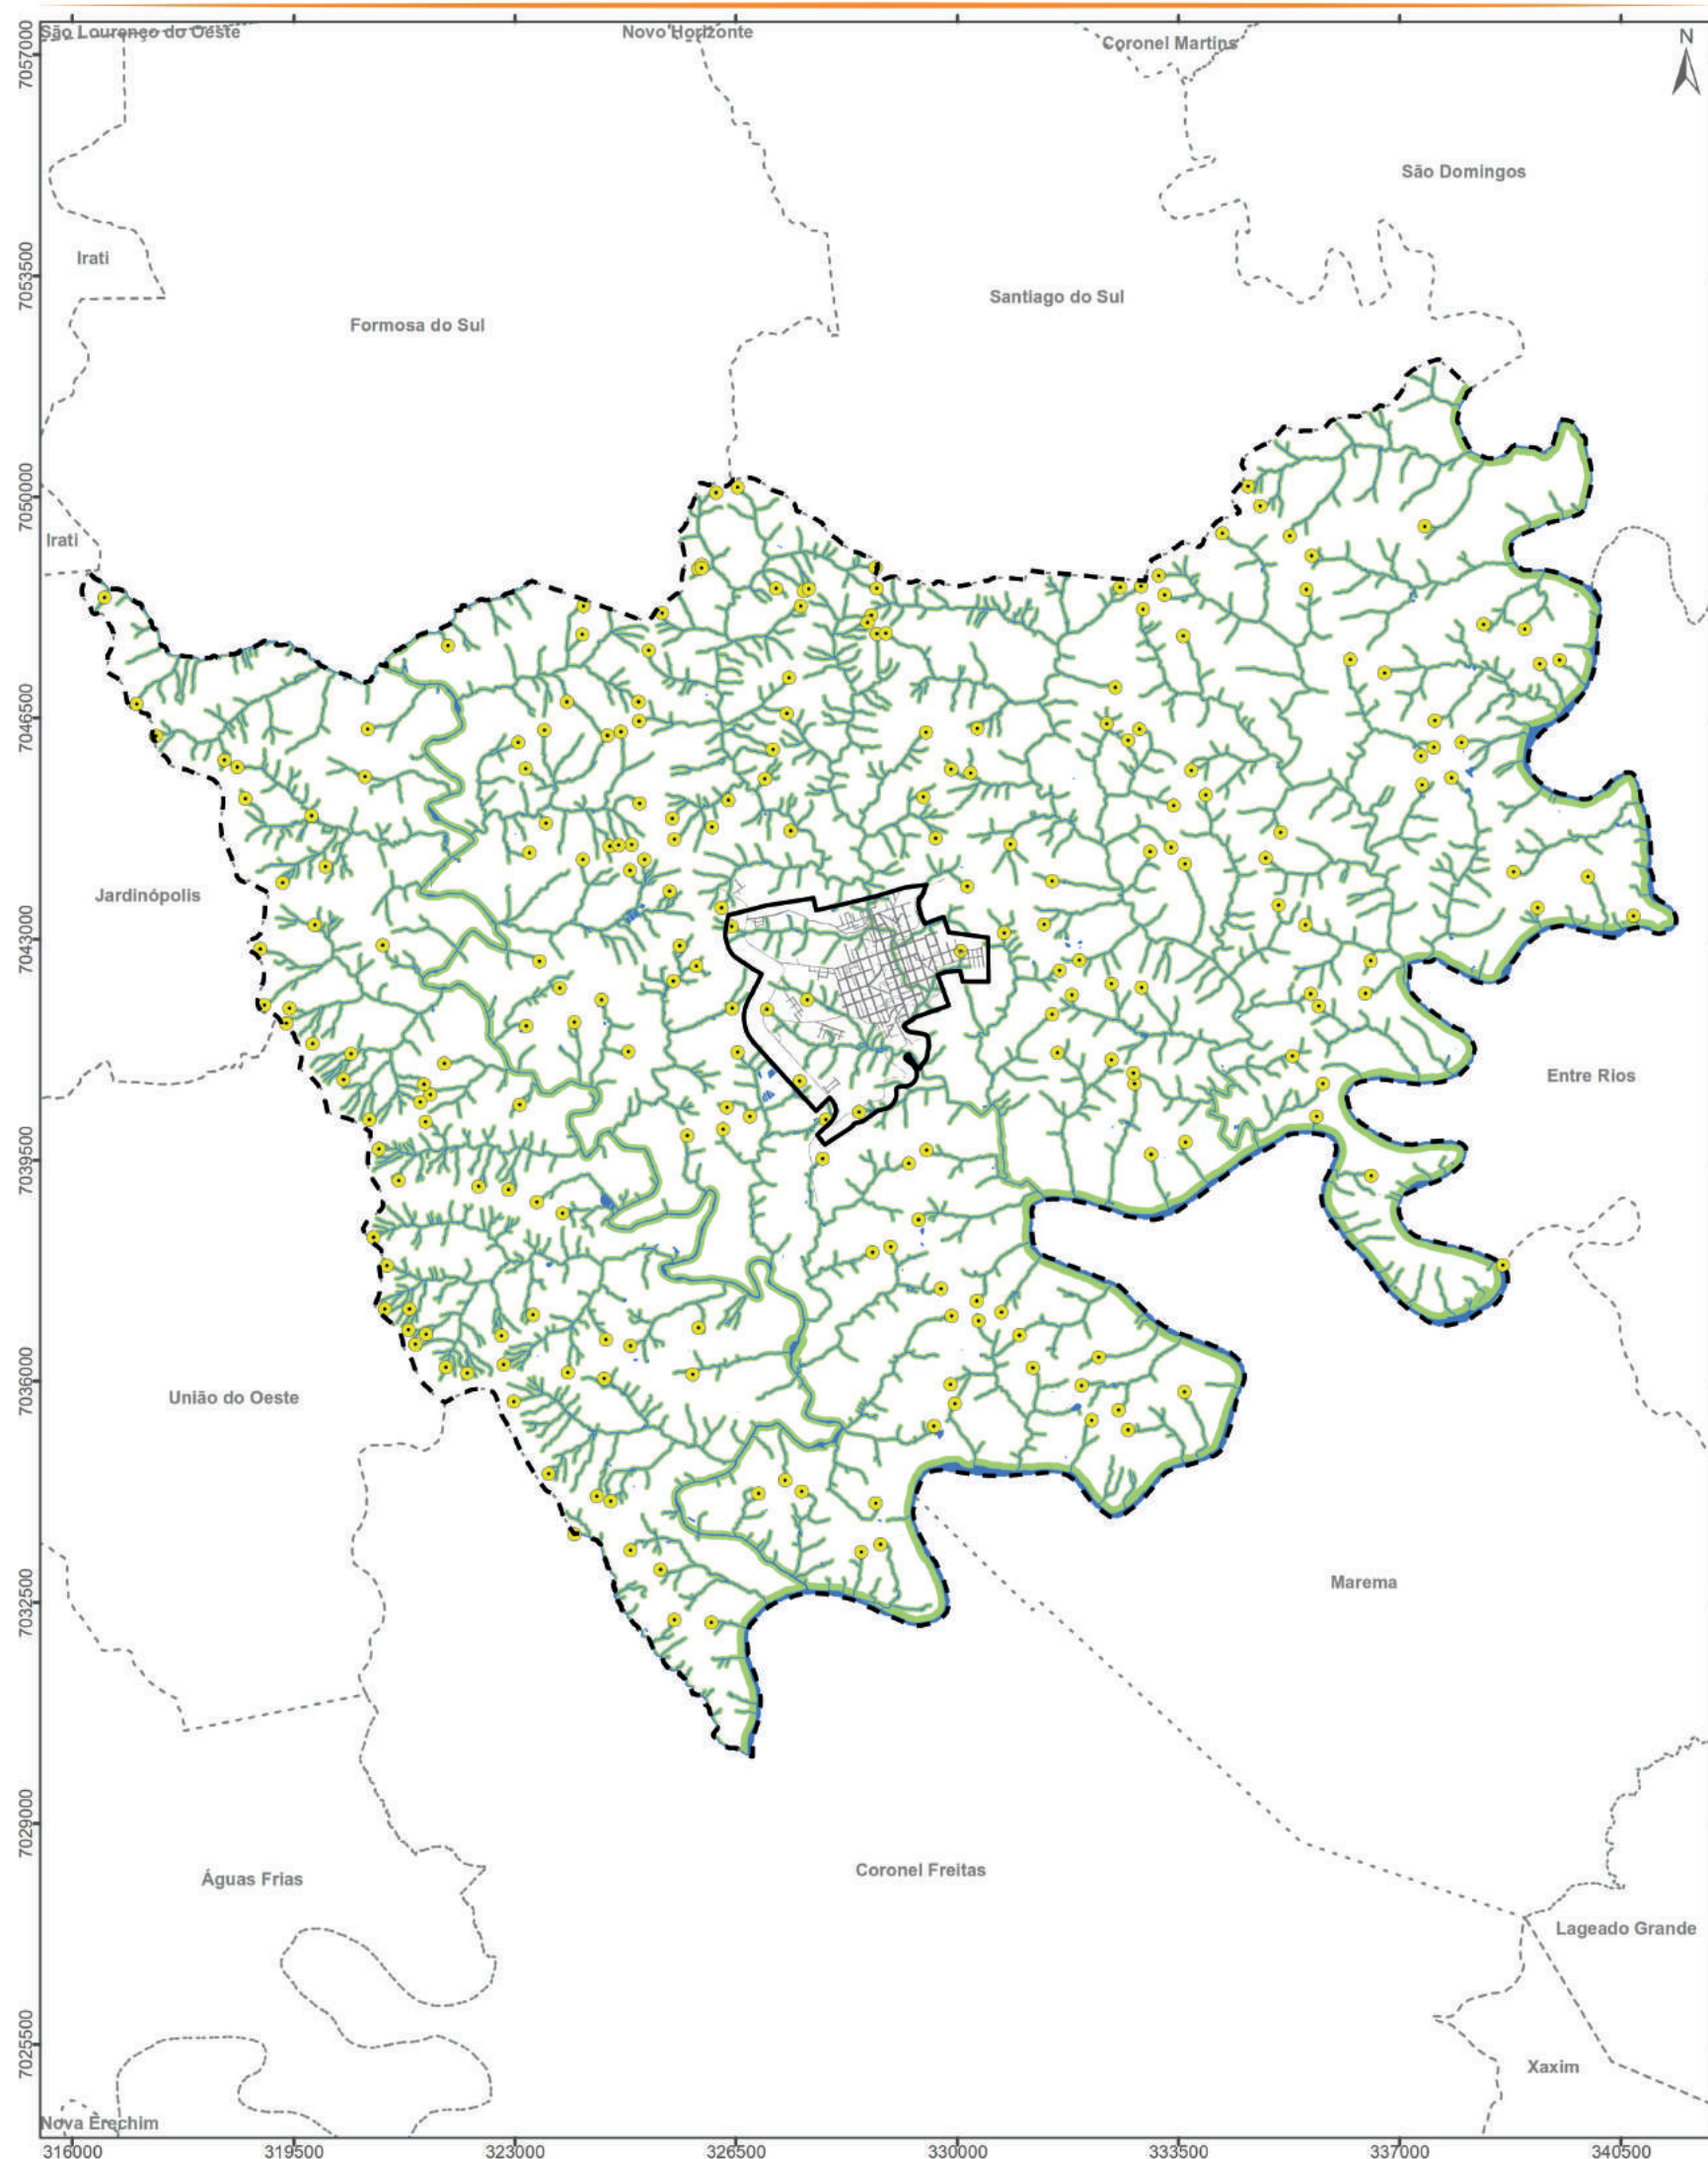 São Lourenço do Oeste
Novo Horizonte
Coronel Martins
N
7057000
São Domingos
Irati
7053500
Santiago do Sul
Formosa do Sul
7050000
Irati
7046500
Jardinópolis
7043000
Entre Rios
7039500
7036000
União do Oeste
Marema
7032500
7029000
Coronel Freitas
Águas Frias
Lageado Grande
7025500
Xaxim
Nova Erechim
316000
319500
323000
326500
330000
333500
337000
340500